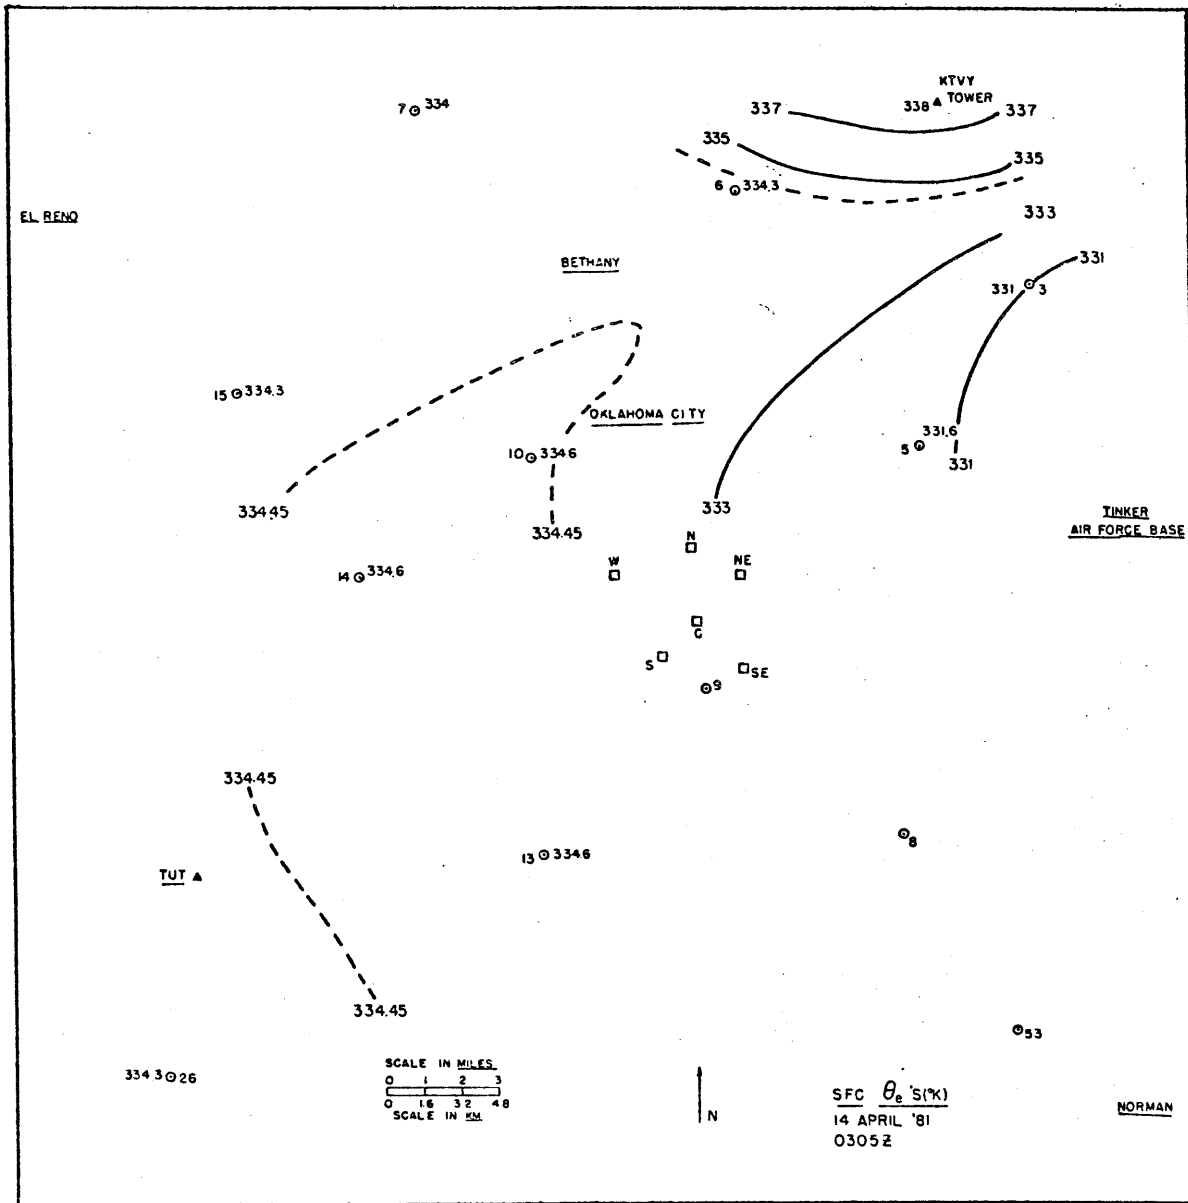 KTVY
338 TOWER
7 334
337 337
335 335
6 334.3
EL RENO
333
BETHANY
331
331 3
15 334.3
OKLAHOMA CITY
331.6
5
10 334.6
331
334.45
333
TINKER
AIR FORCE BASE
334.45
N
W NE
14 334.6
C
S SE
9
334.45
8
13 334.6
TUT
334.45
53
SCALE IN MILES
334.3 26
0 1 2 3
0 1.6 3.2 4.8
SCALE IN KM.
N
SFC θe 'S(°K)
14 APRIL '81
0305Z
NORMAN